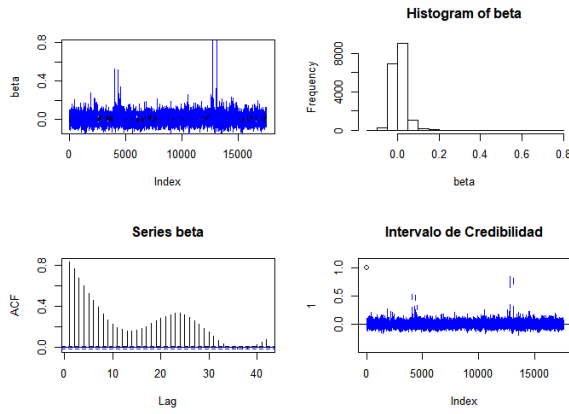 beta
0.0 0.4 0.8
0 5000 10000 15000
Index
Histogram of beta
Frequency
0 4000 8000
0.0 0.2 0.4 0.6 0.8
beta
Series beta
ACF
0.0 0.4 0.8
0 10 20 30 40
Lag
Intervalo de Credibilidad
1
0.0 0.5 1.0
0 5000 10000 15000
Index